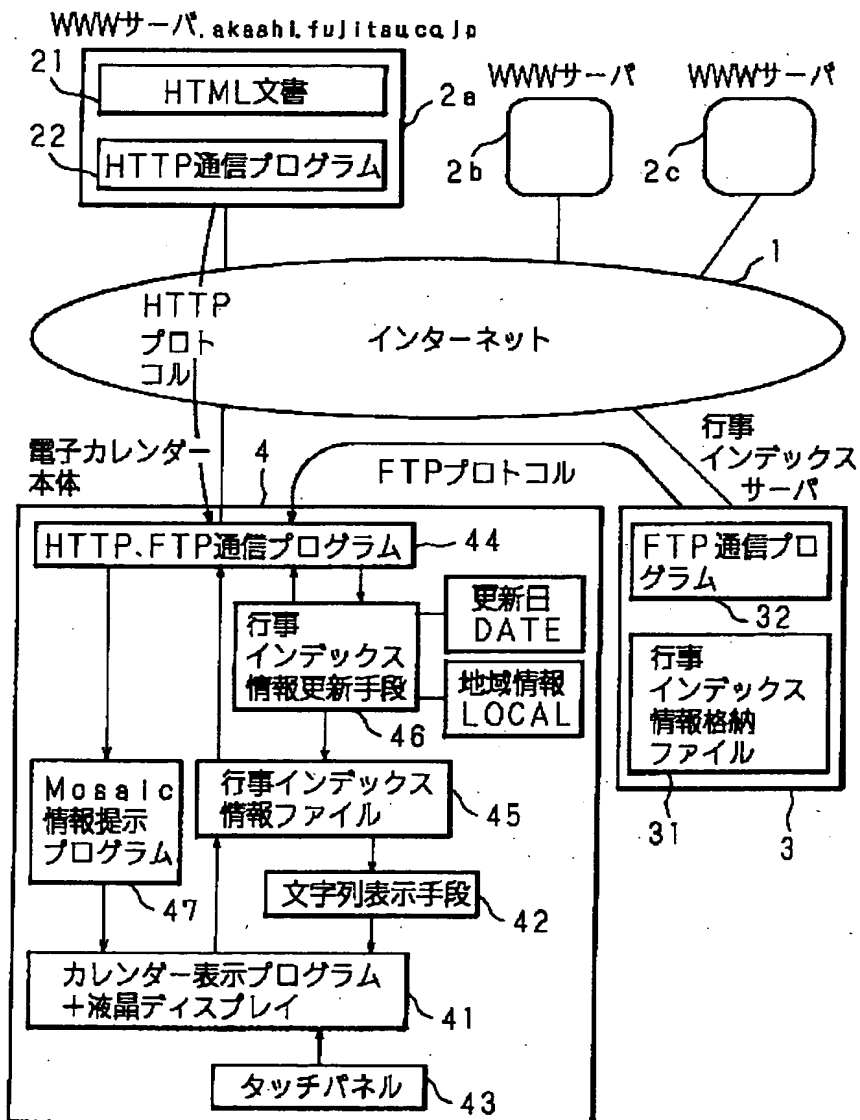 WWWサーバ.akashi.fujitsu.co.jp
21
HTML文書
2a
22
HTTP通信プログラム
WWWサーバ
2b
WWWサーバ
2c
1
HTTP
プロト
コル
インターネット
電子カレンダー
本体
4
FTPプロトコル
行事
インデックス
サーバ
HTTP、FTP通信プログラム
44
行事
インデックス
情報更新手段
46
更新日
DATE
地域情報
LOCAL
FTP通信プロ
グラム
32
行事
インデックス
情報格納
ファイル
31
3
Mosaic
情報提示
プログラム
47
行事インデックス
情報ファイル
45
文字列表示手段
42
カレンダー表示プログラム
+液晶ディスプレイ
41
タッチパネル
43